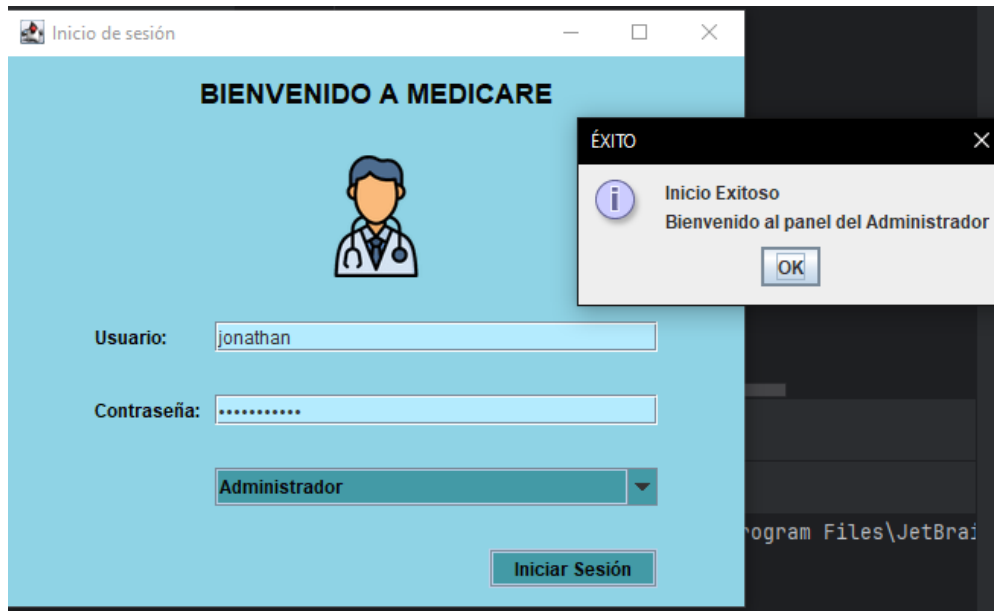 Inicio de sesión
BIENVENIDO A MEDICARE
ÉXITO
Inicio Exitoso
Bienvenido al panel del Administrador
OK
Usuario: jonathan
Contraseña: •••••••••••
Administrador
Iniciar Sesión
rogram Files\JetBrai